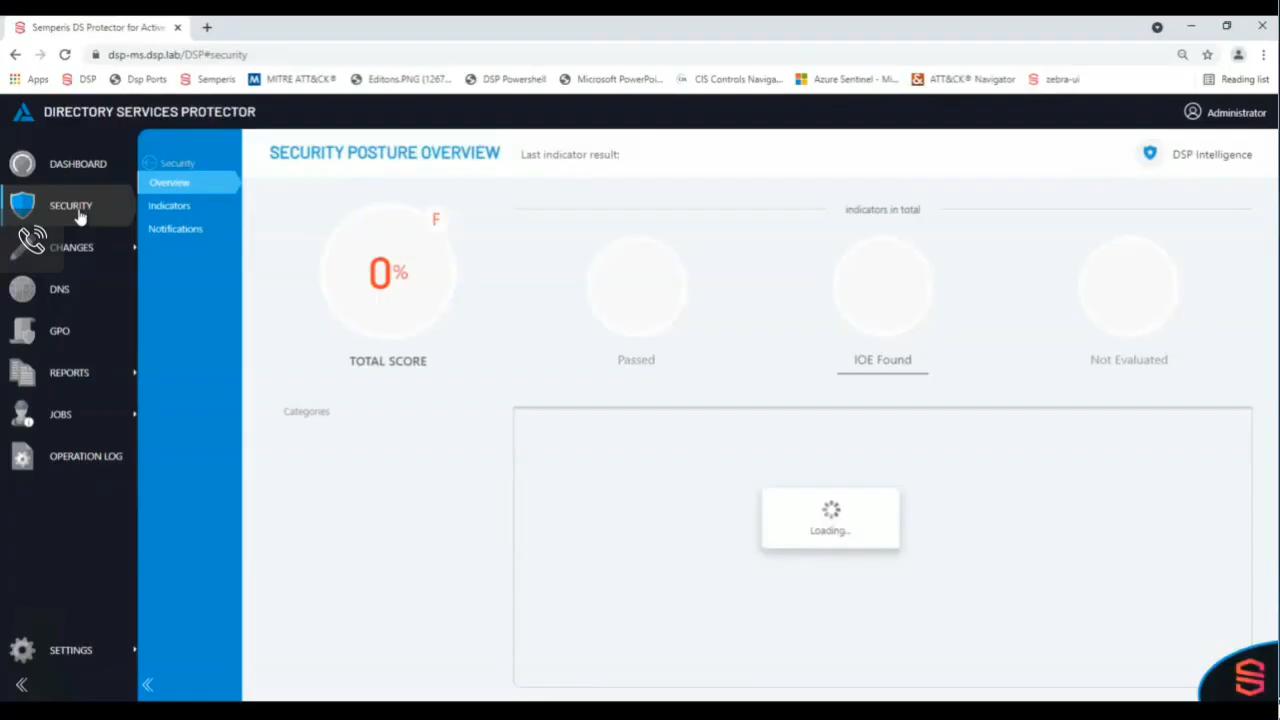 Semperis DS Protector for Active
dsp-ms.dsp.lab/DSP#security
Apps DSP Dsp Ports Semperis MITRE ATT&CK® Editons.PNG (1267... DSP Powershell Microsoft PowerPoi... CIS Controls Naviga... Azure Sentinel - Mi... ATT&CK® Navigator zebra-ui Reading list
DIRECTORY SERVICES PROTECTOR
Administrator
DASHBOARD
SECURITY
CHANGES
DNS
GPO
REPORTS
JOBS
OPERATION LOG
SETTINGS
Security
Overview
Indicators
Notifications
SECURITY POSTURE OVERVIEW
Last indicator result:
DSP Intelligence
indicators in total
F
0%
TOTAL SCORE
Passed
IOE Found
Not Evaluated
Categories
Loading...